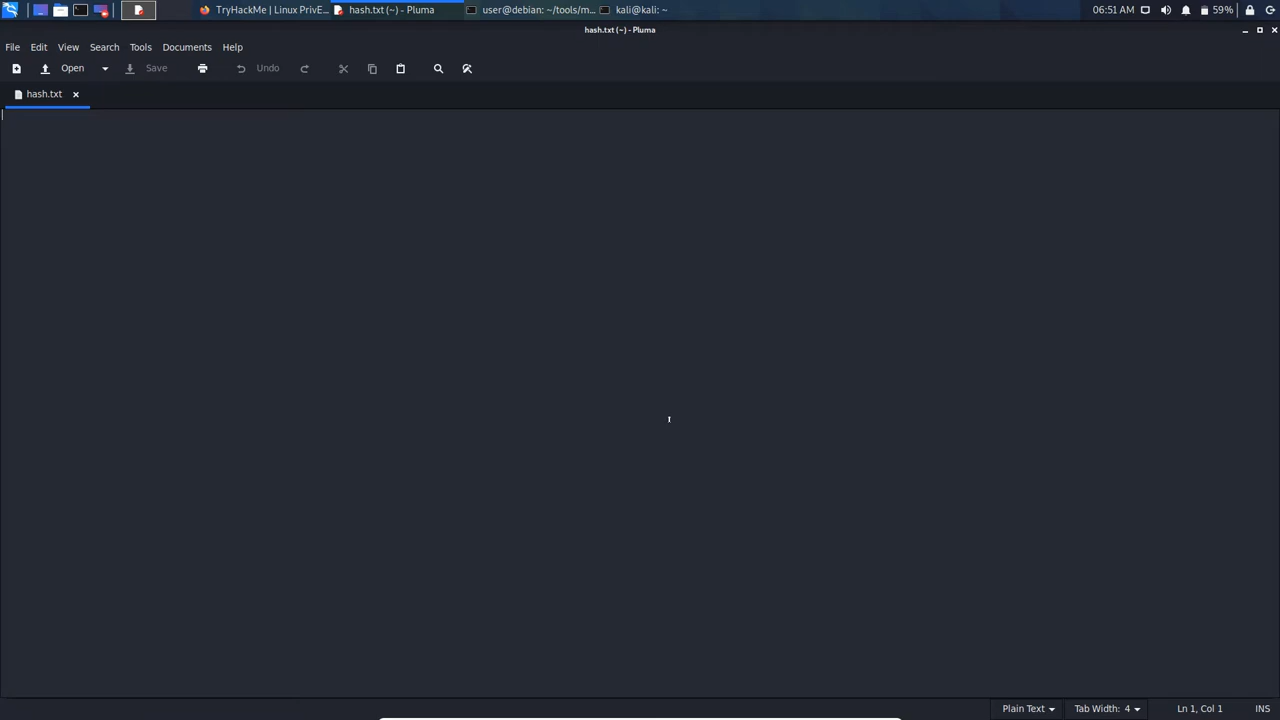 TryHackMe | Linux PrivE... hash.txt (~) - Pluma user@debian: ~/tools/m... kali@kali: ~ 06:51 AM 59%
hash.txt (~) - Pluma
File Edit View Search Tools Documents Help
Open Save Undo
hash.txt
Plain Text Tab Width: 4 Ln 1, Col 1 INS